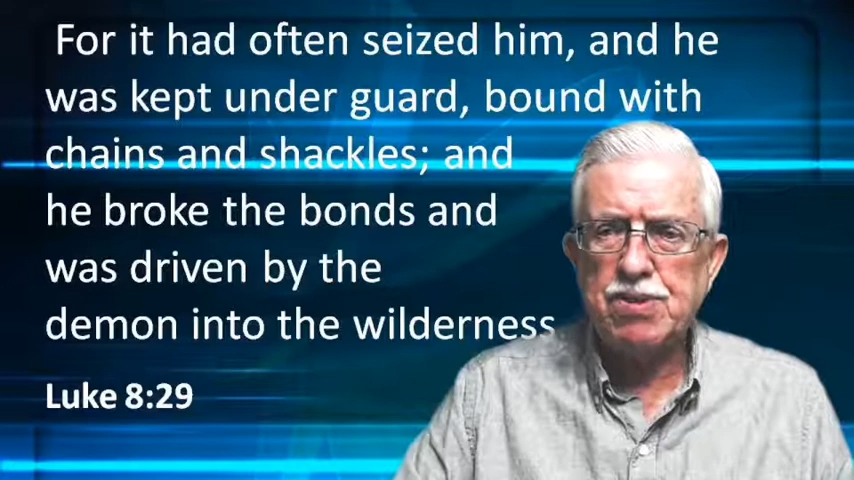 For it had often seized him, and he
was kept under guard, bound with
chains and shackles; and
he broke the bonds and
was driven by the
demon into the wilderness
Luke 8:29